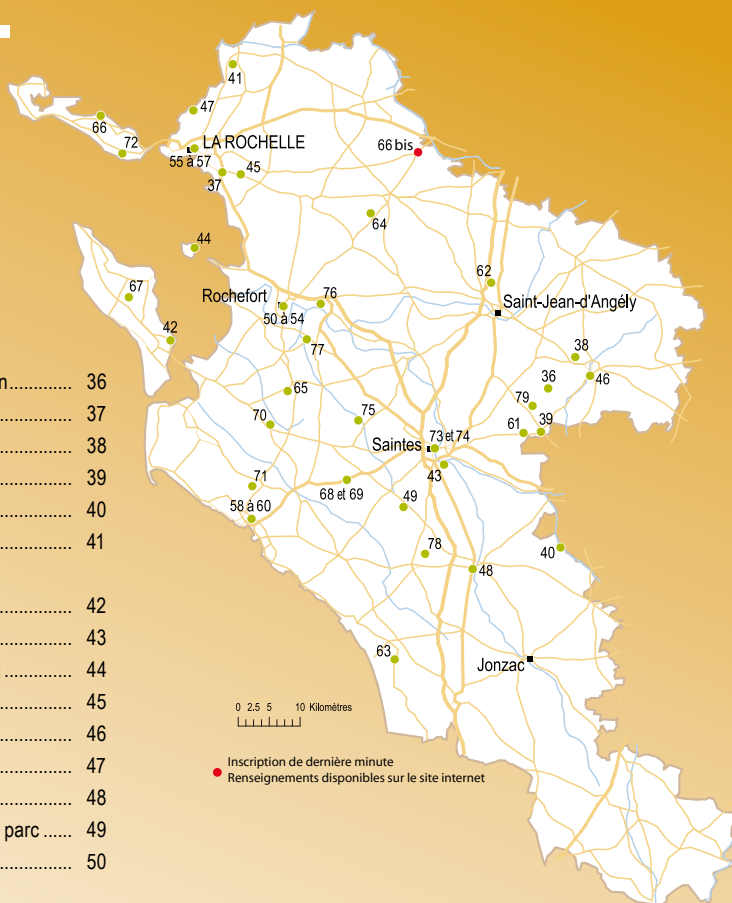 41
47
66
72
LA ROCHELLE
55 à 57
45
37
66 bis
64
44
67
42
Rochefort
50 à 54
76
77
62
Saint-Jean-d'Angély
38
46
36
79
61
39
65
70
75
Saintes
73 et 74
43
71
58 à 60
68 et 69
49
78
48
40
63
Jonzac
0 2.5 5 10 Kilomètres
Inscription de dernière minute
Renseignements disponibles sur le site internet
n............. 36
............... 37
............... 38
............... 39
............... 40
............... 41
............... 42
............... 43
.............. 44
............... 45
............... 46
............... 47
............... 48
parc ...... 49
............... 50